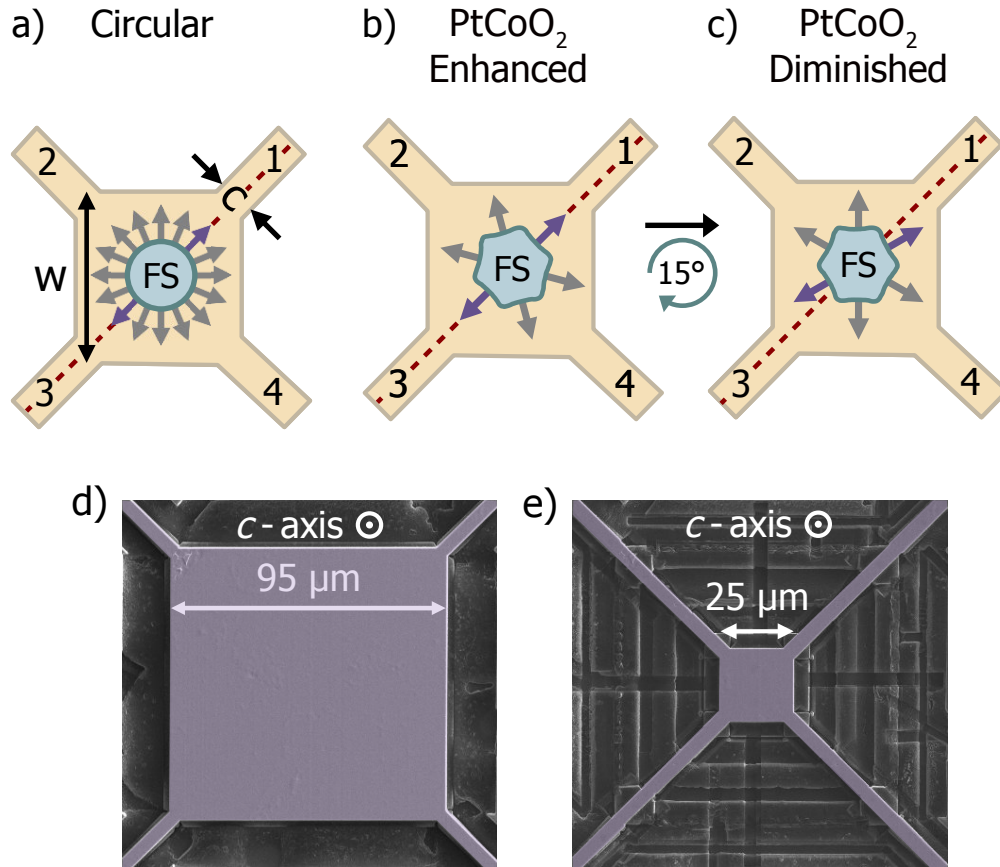 a) Circular
b) PtCoO₂
Enhanced
c) PtCoO₂
Diminished
2
1
C
W
FS
3
4
2
1
FS
3
4
15°
2
1
FS
3
4
d)
c-axis ⊙
95 μm
e)
c-axis ⊙
25 μm